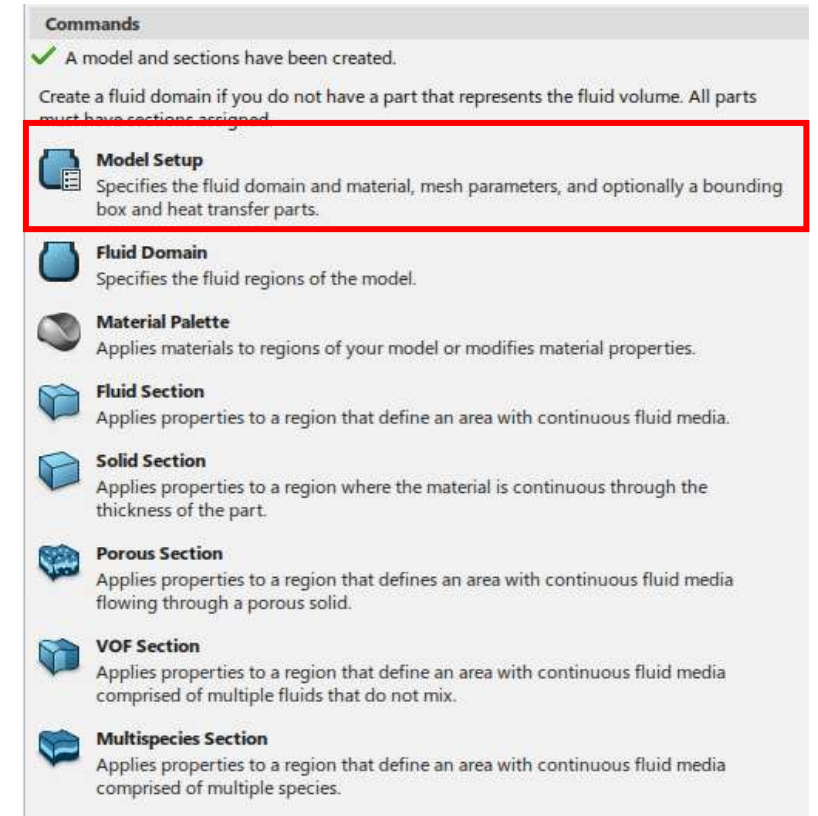 Commands
A model and sections have been created.
Create a fluid domain if you do not have a part that represents the fluid volume. All parts
must have sections assigned.
Model Setup
Specifies the fluid domain and material, mesh parameters, and optionally a bounding
box and heat transfer parts.
Fluid Domain
Specifies the fluid regions of the model.
Material Palette
Applies materials to regions of your model or modifies material properties.
Fluid Section
Applies properties to a region that define an area with continuous fluid media.
Solid Section
Applies properties to a region where the material is continuous through the
thickness of the part.
Porous Section
Applies properties to a region that defines an area with continuous fluid media
flowing through a porous solid.
VOF Section
Applies properties to a region that define an area with continuous fluid media
comprised of multiple fluids that do not mix.
Multispecies Section
Applies properties to a region that define an area with continuous fluid media
comprised of multiple species.